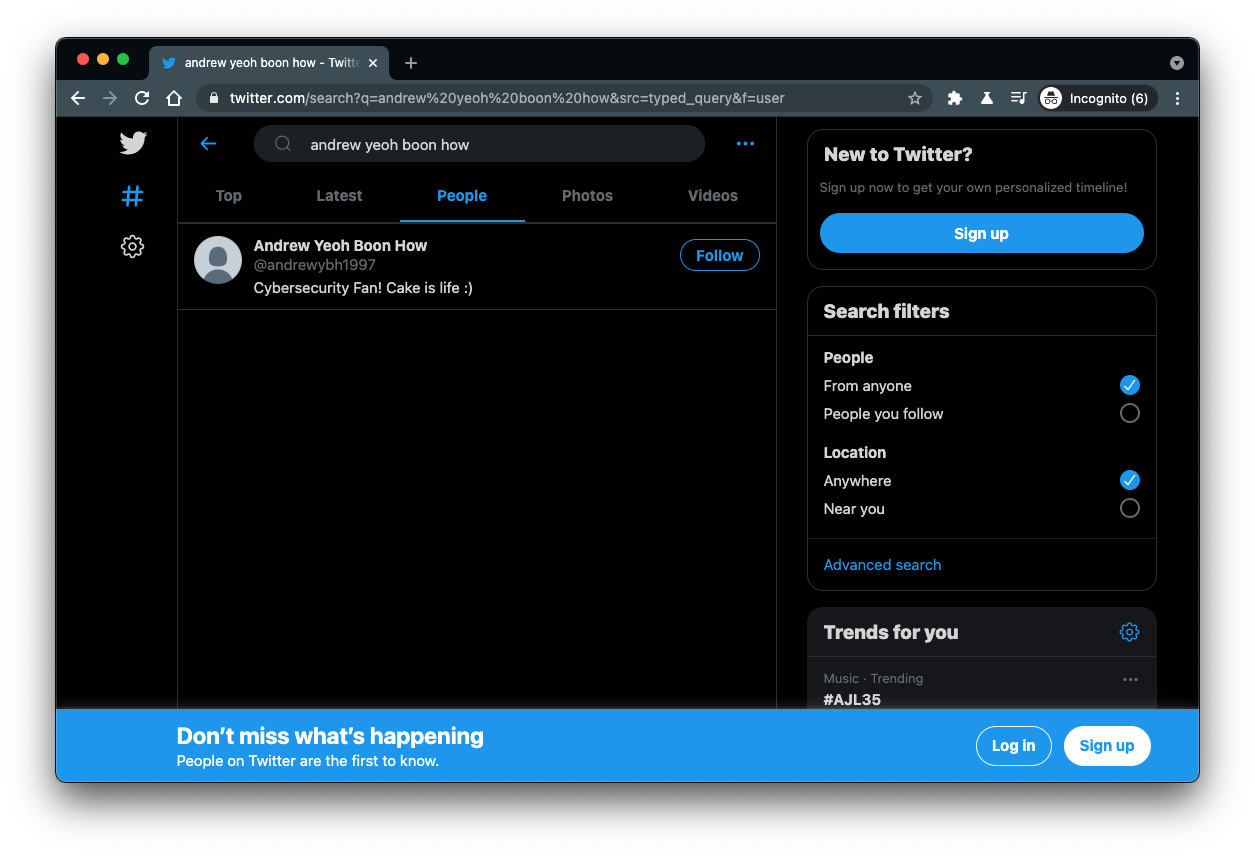 andrew yeoh boon how - Twitte
twitter.com/search?q=andrew%20yeoh%20boon%20how&src=typed_query&f=user
Incognito (6)
andrew yeoh boon how
Top
Latest
People
Photos
Videos
Andrew Yeoh Boon How
@andrewybh1997
Cybersecurity Fan! Cake is life :)
Follow
New to Twitter?
Sign up now to get your own personalized timeline!
Sign up
Search filters
People
From anyone
People you follow
Location
Anywhere
Near you
Advanced search
Trends for you
Music · Trending
#AJL35
Don’t miss what’s happening
People on Twitter are the first to know.
Log in
Sign up